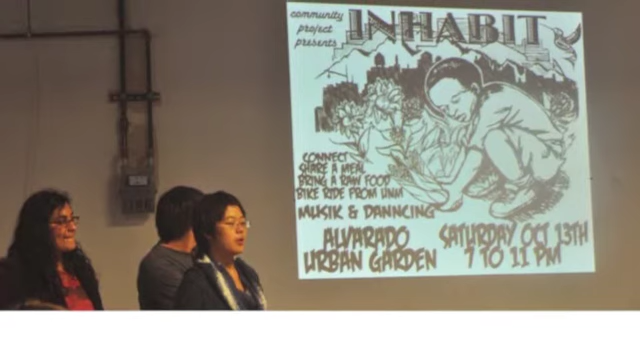 community
project
presents
INHABIT
CONNECT
SHARE A MEAL
BRING A RAW FOOD
BIKE RIDE FROM UNM
MUSIK & DANNCING
ALVARADO
URBAN GARDEN
SATURDAY OCT 13TH
7 TO 11 PM